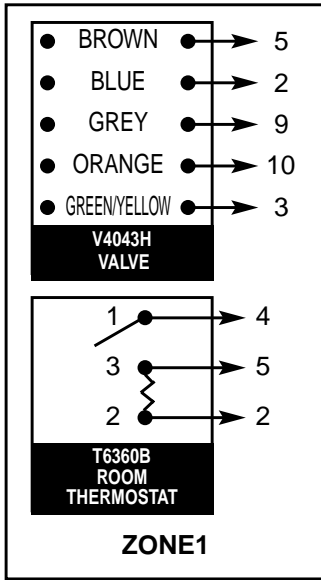 BROWN 5
BLUE 2
GREY 9
ORANGE 10
GREEN/YELLOW 3
V4043H
VALVE
1 4
3 5
2 2
T6360B
ROOM
THERMOSTAT
ZONE1